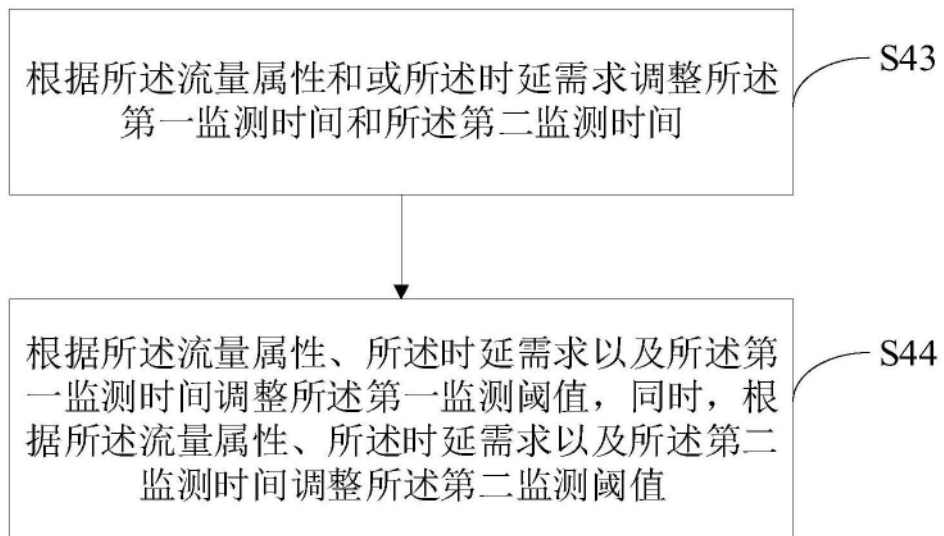 根据所述流量属性和或所述时延需求调整所述
第一监测时间和所述第二监测时间
S43
根据所述流量属性、所述时延需求以及所述第
一监测时间调整所述第一监测阈值，同时，根
据所述流量属性、所述时延需求以及所述第二
监测时间调整所述第二监测阈值
S44